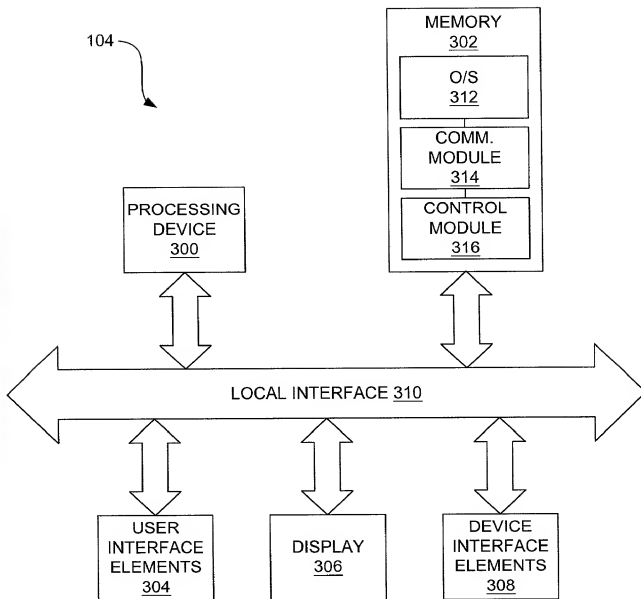 104
MEMORY
302
O/S
312
COMM.
MODULE
314
CONTROL
MODULE
316
PROCESSING
DEVICE
300
LOCAL INTERFACE 310
USER
INTERFACE
ELEMENTS
304
DISPLAY
306
DEVICE
INTERFACE
ELEMENTS
308